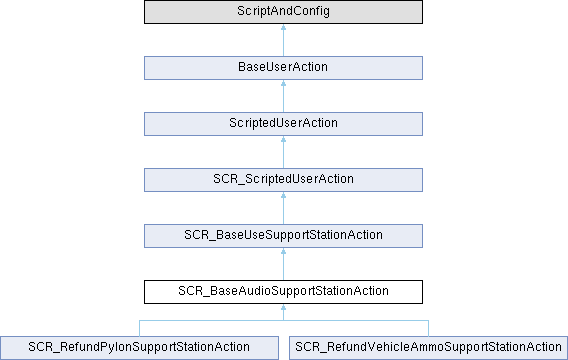 ScriptAndConfig
BaseUserAction
ScriptedUserAction
SCR_ScriptedUserAction
SCR_BaseUseSupportStationAction
SCR_BaseAudioSupportStationAction
SCR_RefundPylonSupportStationAction
SCR_RefundVehicleAmmoSupportStationAction